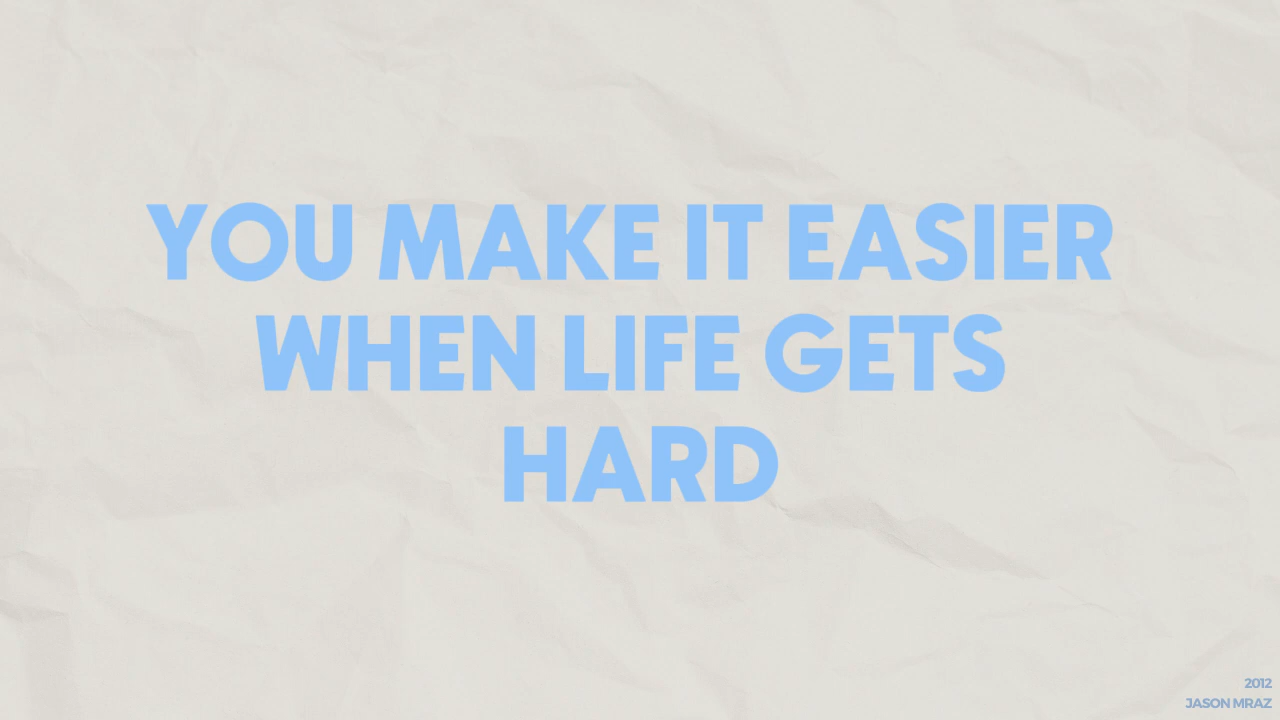 YOU MAKE IT EASIER
WHEN LIFE GETS
HARD
2012
JASON MRAZ